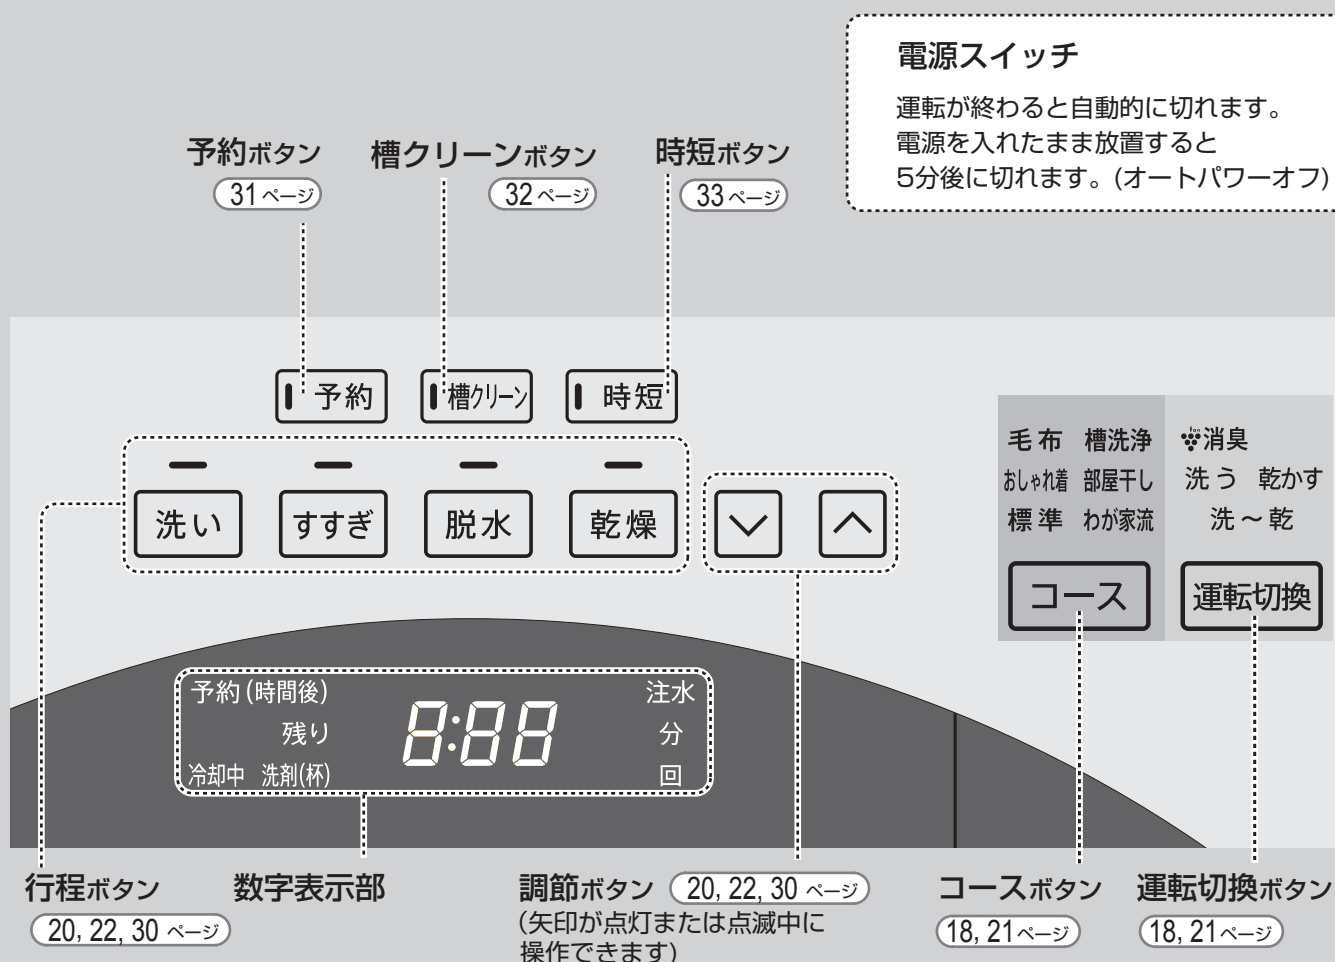 電源スイッチ
運転が終わると自動的に切れます。
電源を入れたまま放置すると
5分後に切れます。(オートパワーオフ)
予約ボタン 槽クリーンボタン 時短ボタン
31ページ 32ページ 33ページ
予約 槽クリーン 時短
毛布 槽洗浄 ion消臭
おしゃれ着 部屋干し 洗う 乾かす
標準 わが家流 洗~乾
洗い すすぎ 脱水 乾燥
コース 運転切換
予約(時間後) 注水
残り 8:88 分
冷却中 洗剤(杯) 回
行程ボタン 数字表示部 調節ボタン 20, 22, 30 ページ コースボタン 運転切換ボタン
20, 22, 30 ページ (矢印が点灯または点滅中に 18, 21ページ 18, 21ページ
操作できます)